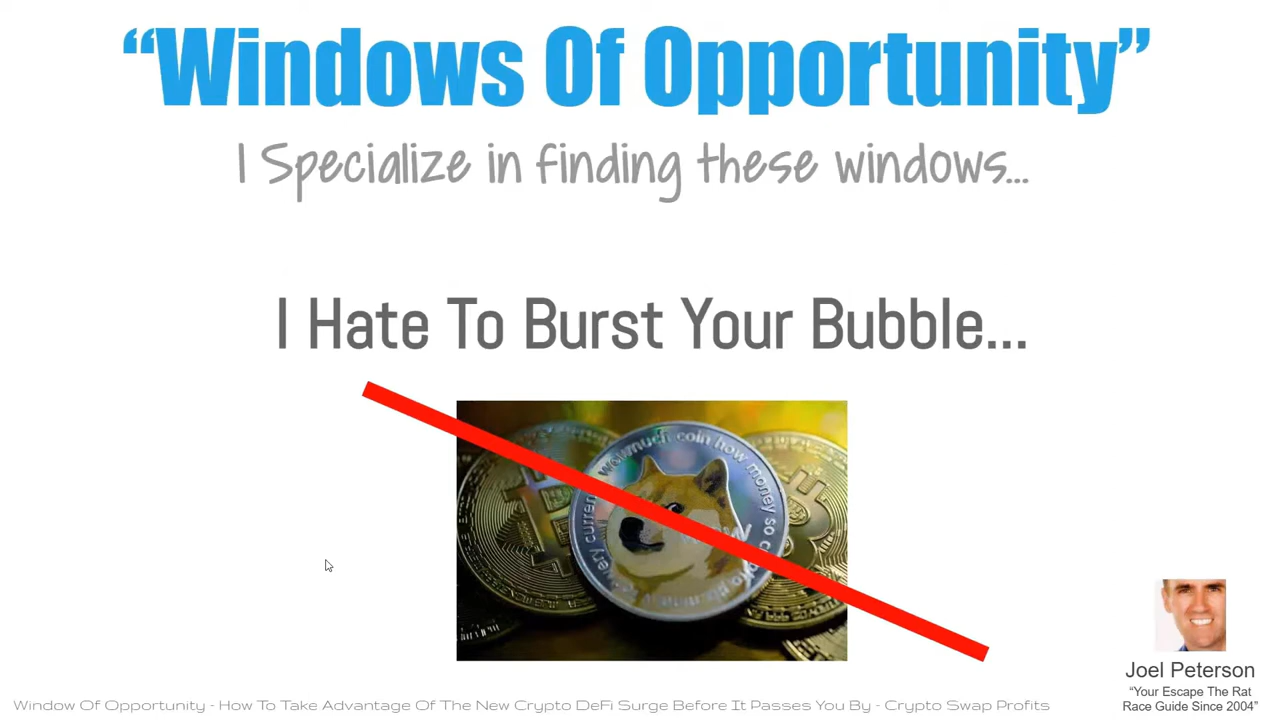 “Windows Of Opportunity”
I Specialize in finding these windows...
I Hate To Burst Your Bubble...
much coin how money so c
very curren
Joel Peterson
“Your Escape The Rat
Race Guide Since 2004”
Window Of Opportunity - How To Take Advantage Of The New Crypto DeFi Surge Before It Passes You By - Crypto Swap Profits